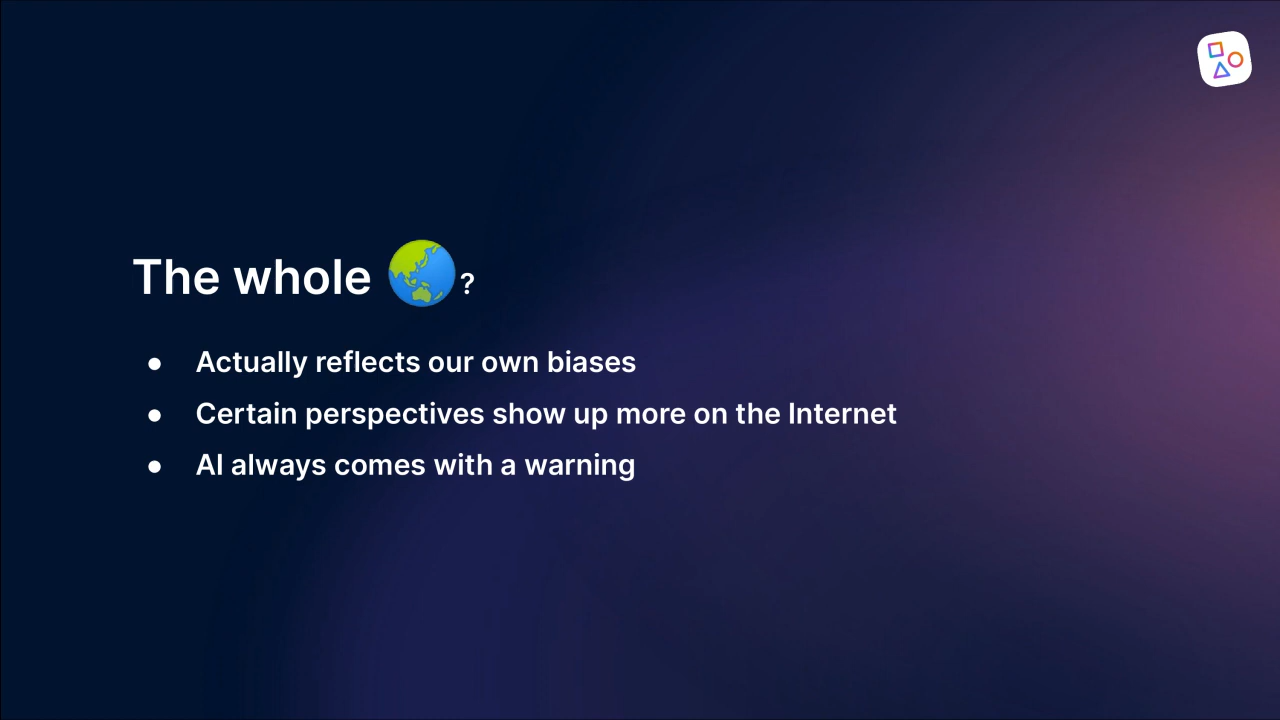 The whole 🌏?
● Actually reflects our own biases
● Certain perspectives show up more on the Internet
● AI always comes with a warning